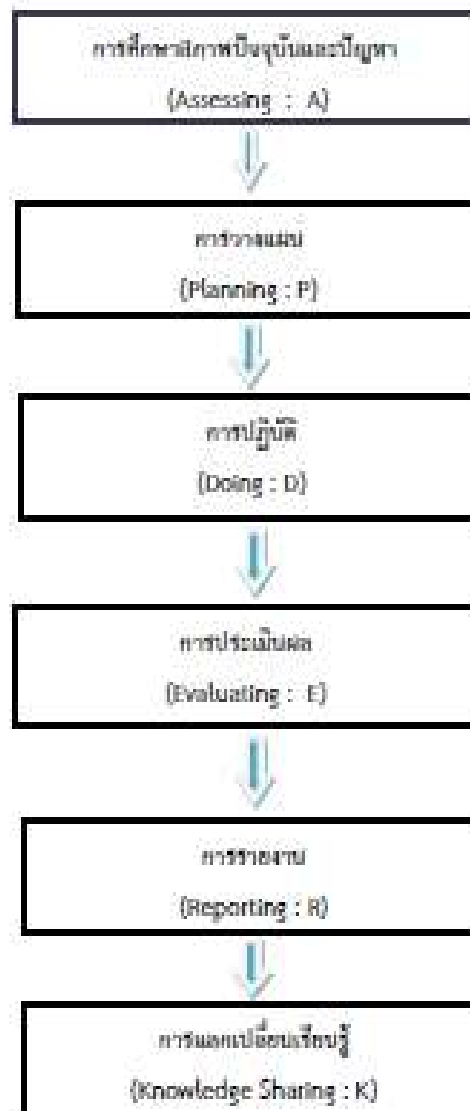 การศึกษาสภาพปัจจุบันและปัญหา
(Assessing : A)
การวางแผน
(Planning : P)
การปฏิบัติ
(Doing : D)
การประเมินผล
(Evaluating : E)
การรายงาน
(Reporting : R)
การแลกเปลี่ยนเรียนรู้
(Knowledge Sharing : K)